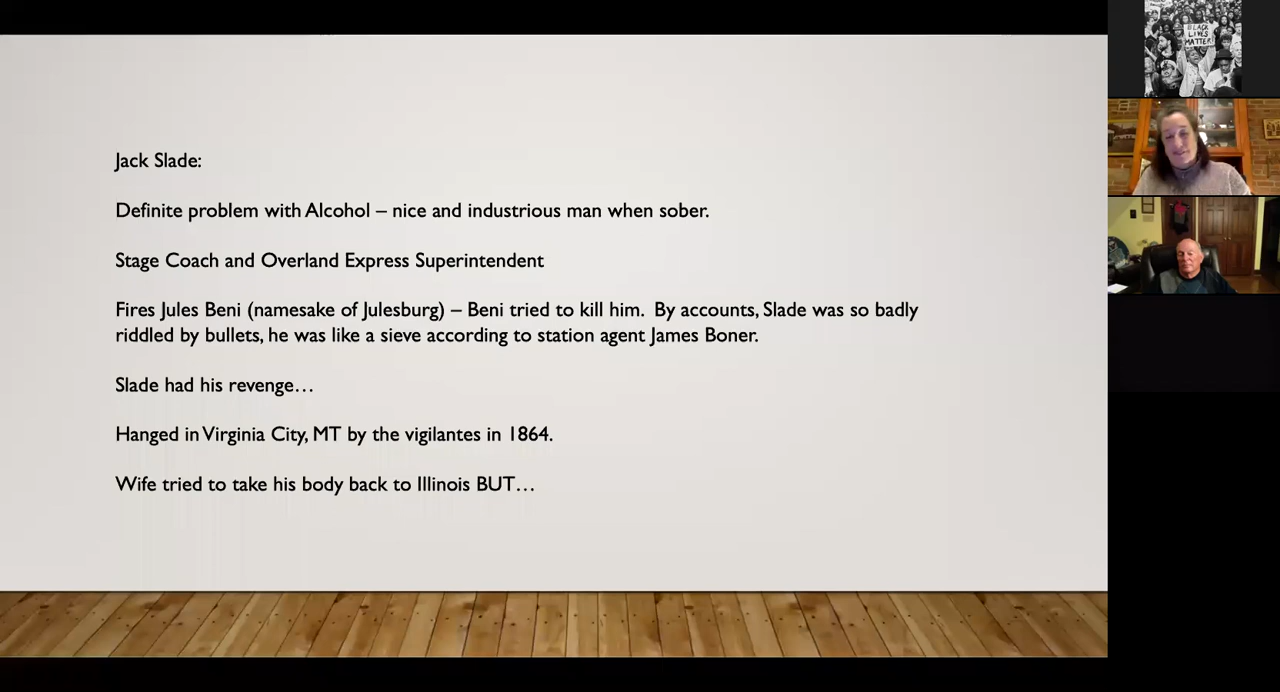 Jack Slade:
Definite problem with Alcohol – nice and industrious man when sober.
Stage Coach and Overland Express Superintendent
Fires Jules Beni (namesake of Julesburg) – Beni tried to kill him.  By accounts, Slade was so badly
riddled by bullets, he was like a sieve according to station agent James Boner.
Slade had his revenge…
Hanged in Virginia City, MT by the vigilantes in 1864.
Wife tried to take his body back to Illinois BUT…
BLACK
LIVES
MATTER